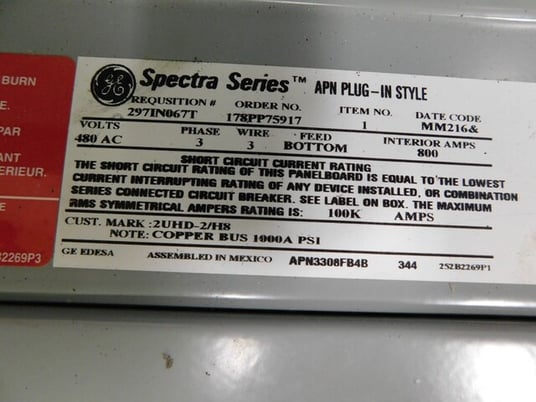 BURN
E.
PAR
ANT
ERIEUR.
E
2269P3
GE Spectra Series™ APN PLUG-IN STYLE
REQUSITION # ORDER NO. ITEM NO. DATE CODE
297IN067T 178PP75917 1 MM216&
VOLTS PHASE WIRE FEED INTERIOR AMPS
480 AC 3 3 BOTTOM 800
SHORT CIRCUIT CURRENT RATING
THE SHORT CIRCUIT RATING OF THIS PANELBOARD IS EQUAL TO THE LOWEST
CURRENT INTERRUPTING RATING OF ANY DEVICE INSTALLED, OR COMBINATION
SERIES CONNECTED CIRCUIT BREAKER. SEE LABEL ON BOX. THE MAXIMUM
RMS SYMMETRICAL AMPERS RATING IS: 100K AMPS
CUST. MARK :2UHD-2/H8
NOTE: COPPER BUS 1000A PSI
GE EDESA ASSEMBLED IN MEXICO APN3308FB4B 344 252B2269P1